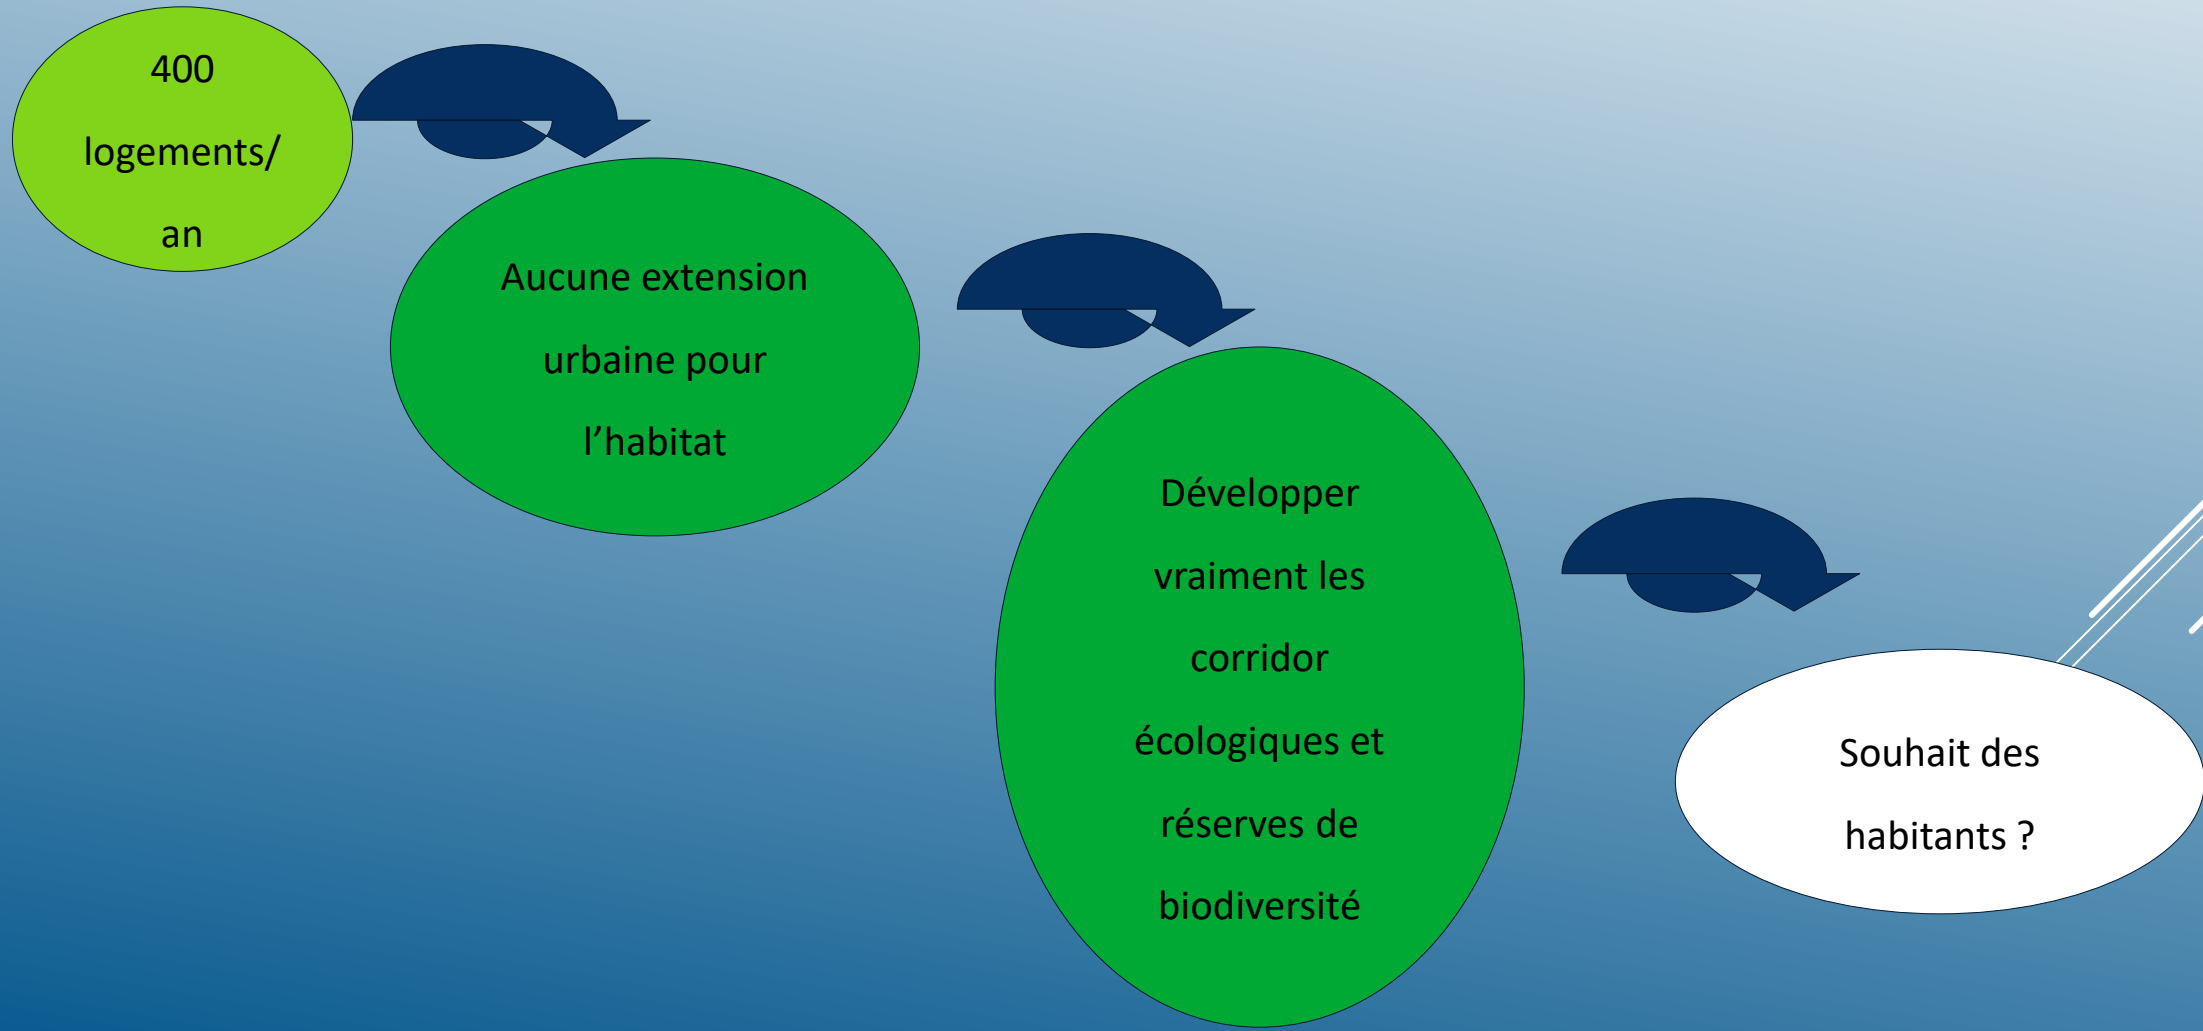 400
logements/
an
Aucune extension
urbaine pour
l’habitat
Développer
vraiment les
corridor
écologiques et
réserves de
biodiversité
Souhait des
habitants ?